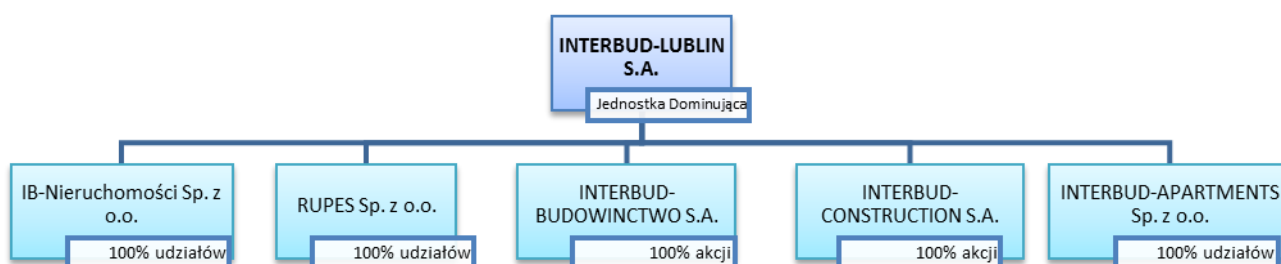 INTERBUD-LUBLIN
S.A.
Jednostka Dominująca
IB-Nieruchomości Sp. z
o.o.
100% udziałów
RUPES Sp. z o.o.
100% udziałów
INTERBUD-
BUDOWINCTWO S.A.
100% akcji
INTERBUD-
CONSTRUCTION S.A.
100% akcji
INTERBUD-APARTMENTS
Sp. z o.o.
100% udziałów